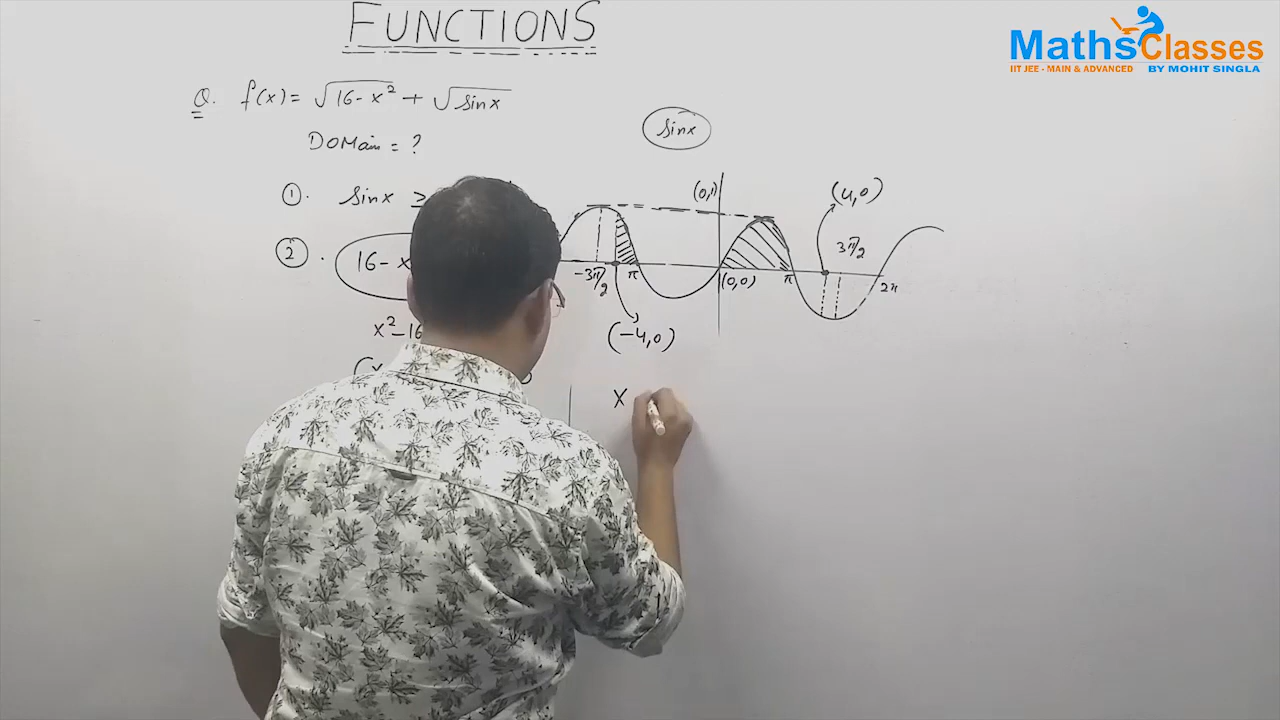 FUNCTIONS
MathsClasses
IIT JEE - MAIN & ADVANCED BY MOHIT SINGLA
Q. f(x) = √16 - x² + √sinx
DOMain = ?
sinx
①. sinx ≥
(0,1)
(4,0)
②. 16 - x
-3π/2
π
(0,0)
π
3π/2
2π
(-4,0)
x² - 16
(x
X